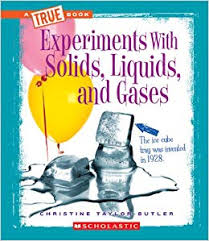 A TRUE BOOK
Experiments With
Solids, Liquids,
and Gases
The ice cube
tray was invented
in 1928.
CHRISTINE TAYLOR-BUTLER
SCHOLASTIC